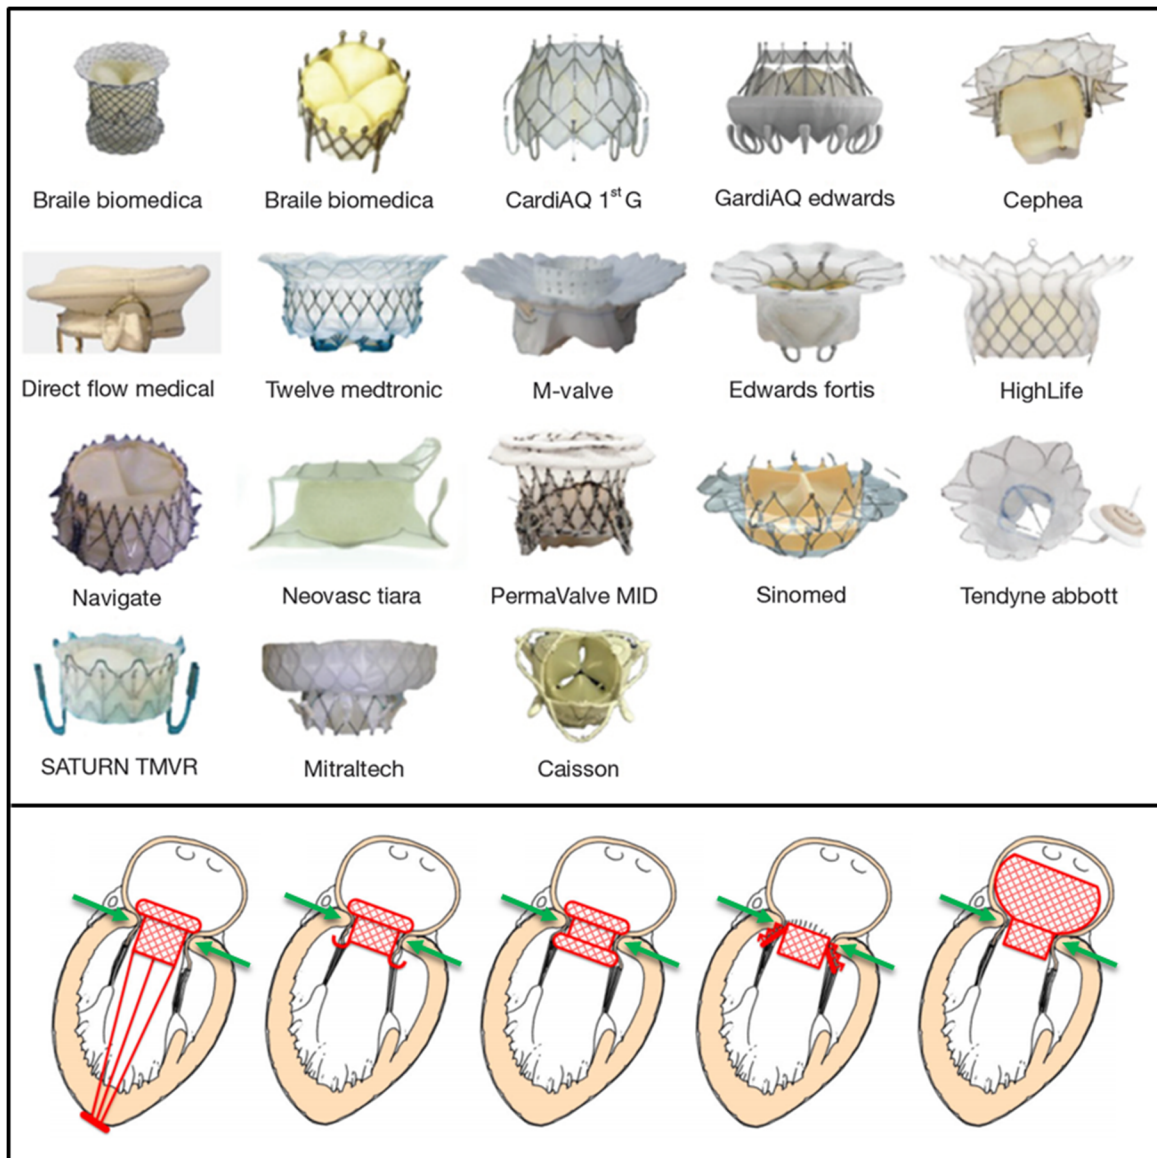 Braile biomedica
Braile biomedica
CardiAQ 1st G
GardiAQ edwards
Cephea
Direct flow medical
Twelve medtronic
M-valve
Edwards fortis
HighLife
Navigate
Neovasc tiara
PermaValve MID
Sinomed
Tendyne abbott
SATURN TMVR
Mitraltech
Caisson